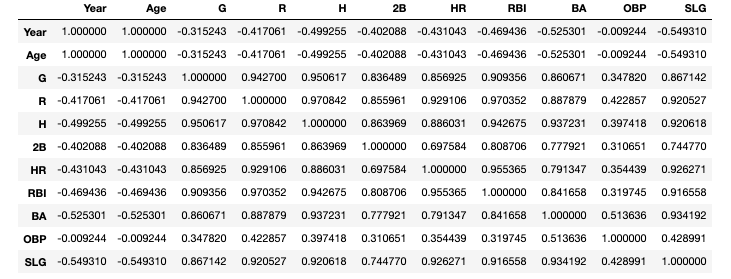 Year Age G R H 2B HR RBI BA OBP SLG
Year 1.000000 1.000000 -0.315243 -0.417061 -0.499255 -0.402088 -0.431043 -0.469436 -0.525301 -0.009244 -0.549310
Age 1.000000 1.000000 -0.315243 -0.417061 -0.499255 -0.402088 -0.431043 -0.469436 -0.525301 -0.009244 -0.549310
G -0.315243 -0.315243 1.000000 0.942700 0.950617 0.836489 0.856925 0.909356 0.860671 0.347820 0.867142
R -0.417061 -0.417061 0.942700 1.000000 0.970842 0.855961 0.929106 0.970352 0.887879 0.422857 0.920527
H -0.499255 -0.499255 0.950617 0.970842 1.000000 0.863969 0.886031 0.942675 0.937231 0.397418 0.920618
2B -0.402088 -0.402088 0.836489 0.855961 0.863969 1.000000 0.697584 0.808706 0.777921 0.310651 0.744770
HR -0.431043 -0.431043 0.856925 0.929106 0.886031 0.697584 1.000000 0.955365 0.791347 0.354439 0.926271
RBI -0.469436 -0.469436 0.909356 0.970352 0.942675 0.808706 0.955365 1.000000 0.841658 0.319745 0.916558
BA -0.525301 -0.525301 0.860671 0.887879 0.937231 0.777921 0.791347 0.841658 1.000000 0.513636 0.934192
OBP -0.009244 -0.009244 0.347820 0.422857 0.397418 0.310651 0.354439 0.319745 0.513636 1.000000 0.428991
SLG -0.549310 -0.549310 0.867142 0.920527 0.920618 0.744770 0.926271 0.916558 0.934192 0.428991 1.000000